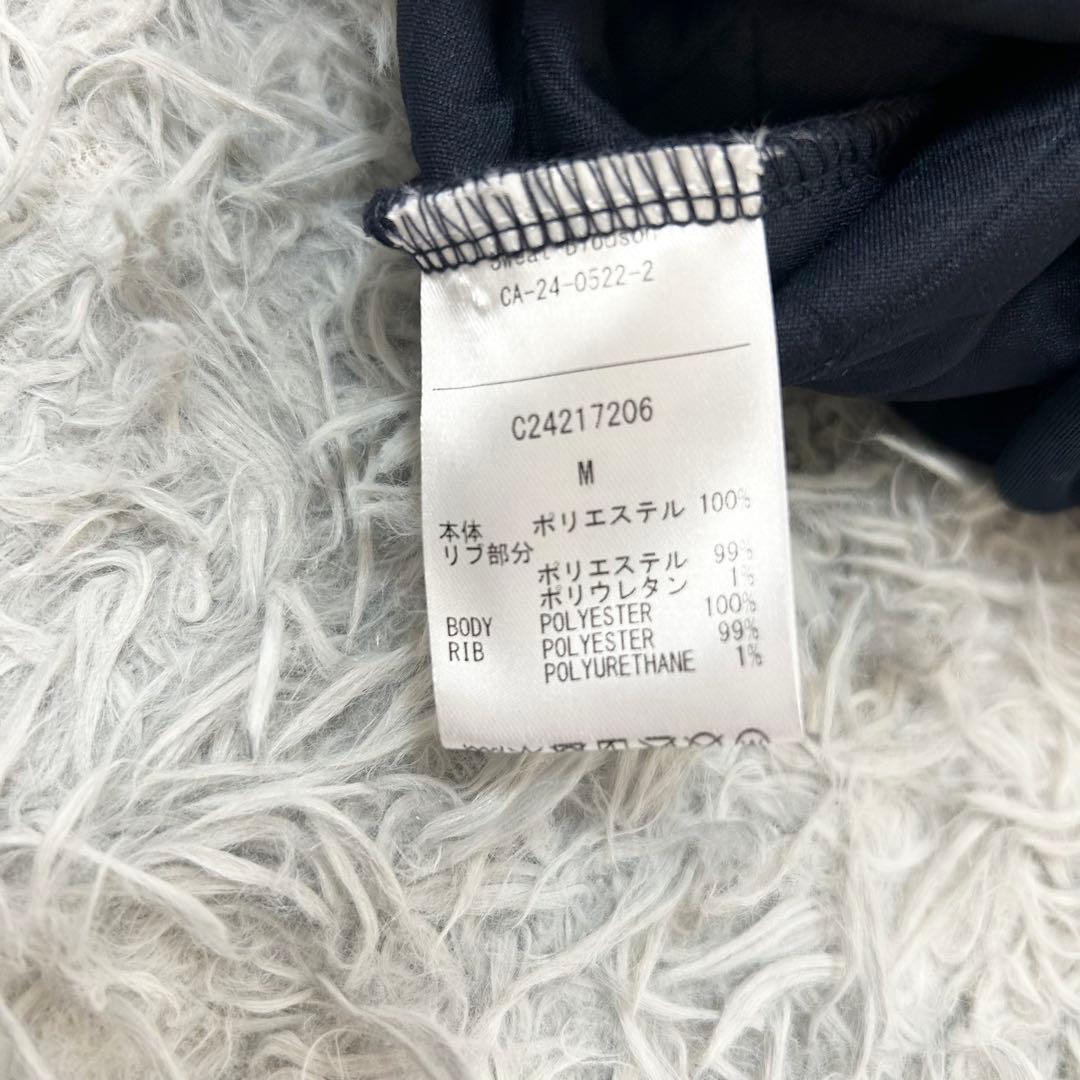 Sweat Blouson
CA-24-0522-2
C24217206
M
本体 ポリエステル 100%
リブ部分
ポリエステル 99%
ポリウレタン 1%
BODY POLYESTER 100%
RIB POLYESTER 99%
POLYURETHANE 1%